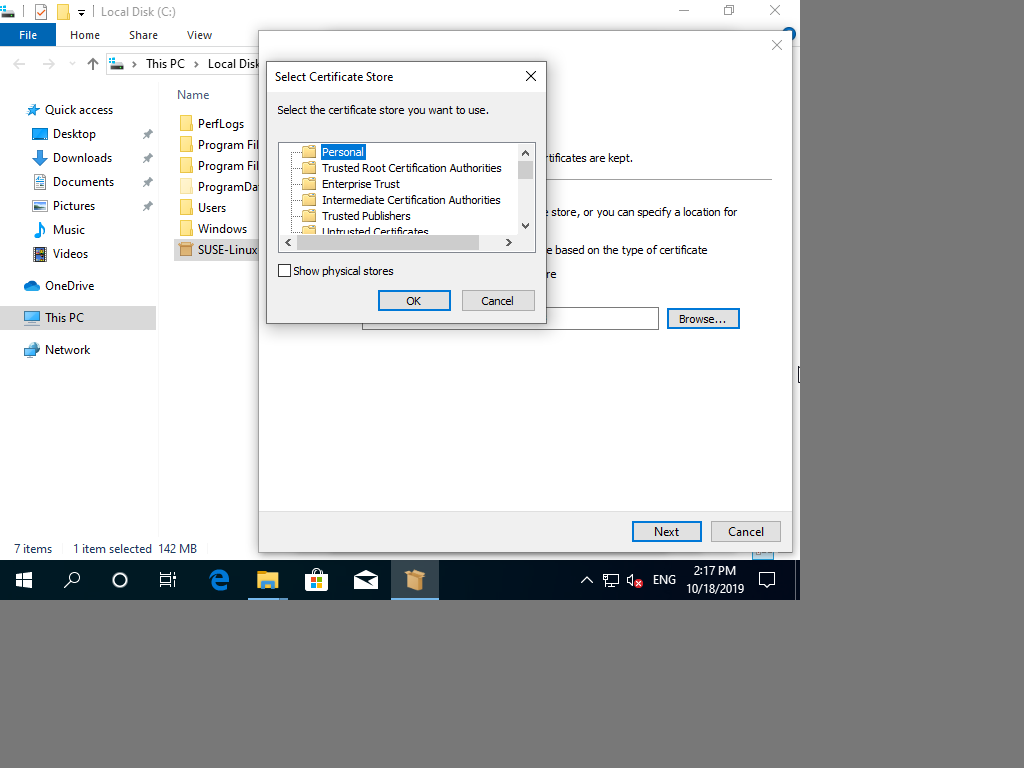 Local Disk (C:)
File
Home
Share
View
This PC
Local Disk
Name
Quick access
Desktop
Downloads
Documents
Pictures
Music
Videos
OneDrive
This PC
Network
PerfLogs
Program Fil
Program Fil
ProgramDa
Users
Windows
SUSE-Linux
Select Certificate Store
Select the certificate store you want to use.
Personal
Trusted Root Certification Authorities
Enterprise Trust
Intermediate Certification Authorities
Trusted Publishers
Untrusted Certificates
Show physical stores
OK
Cancel
rtificates are kept.
e store, or you can specify a location for
e based on the type of certificate
re
Browse...
Next
Cancel
7 items
1 item selected 142 MB
ENG
2:17 PM
10/18/2019